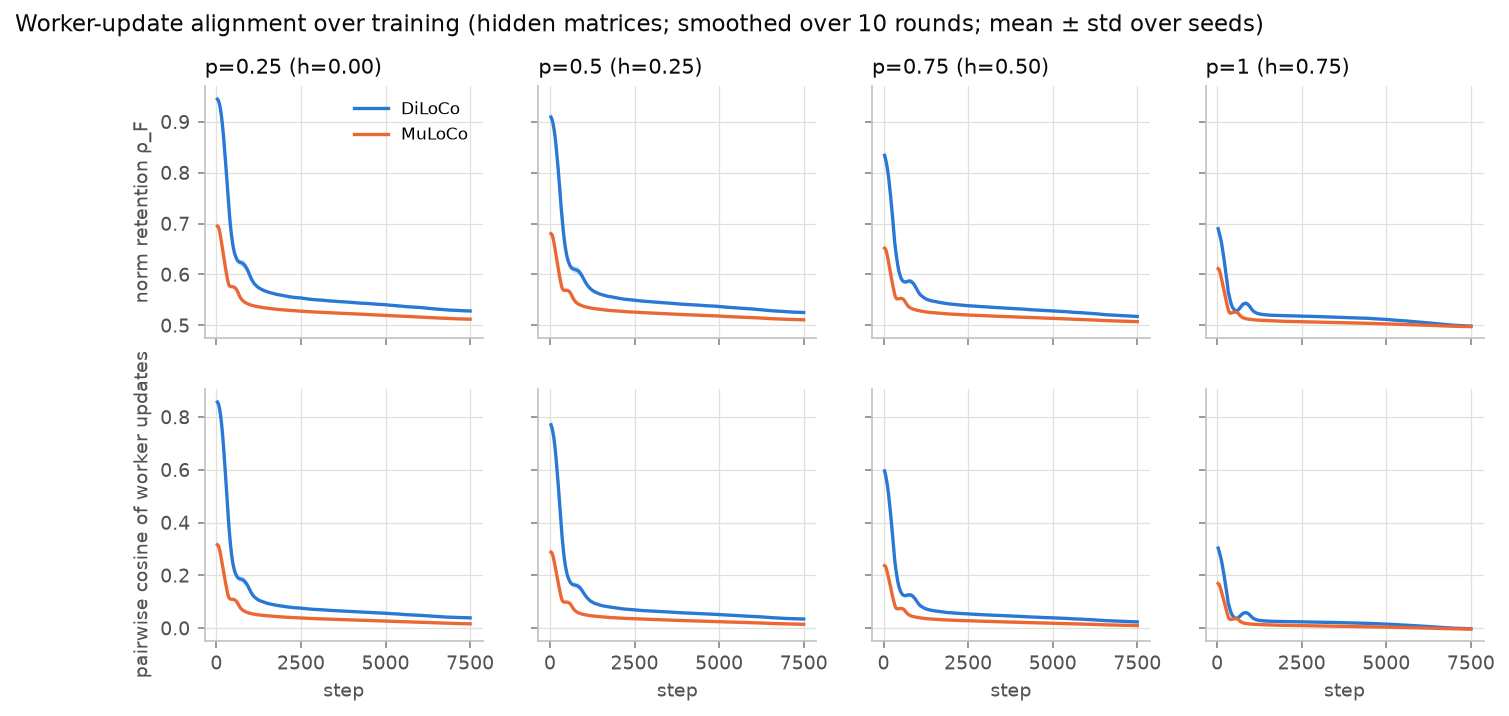 Worker-update alignment over training (hidden matrices; smoothed over 10 rounds; mean ± std over seeds)
p=0.25 (h=0.00)
p=0.5 (h=0.25)
p=0.75 (h=0.50)
p=1 (h=0.75)
norm retention ρ_F
0.9
0.8
0.7
0.6
0.5
DiLoCo
MuLoCo
pairwise cosine of worker updates
0.8
0.6
0.4
0.2
0.0
0 2500 5000 7500
0 2500 5000 7500
0 2500 5000 7500
0 2500 5000 7500
step
step
step
step